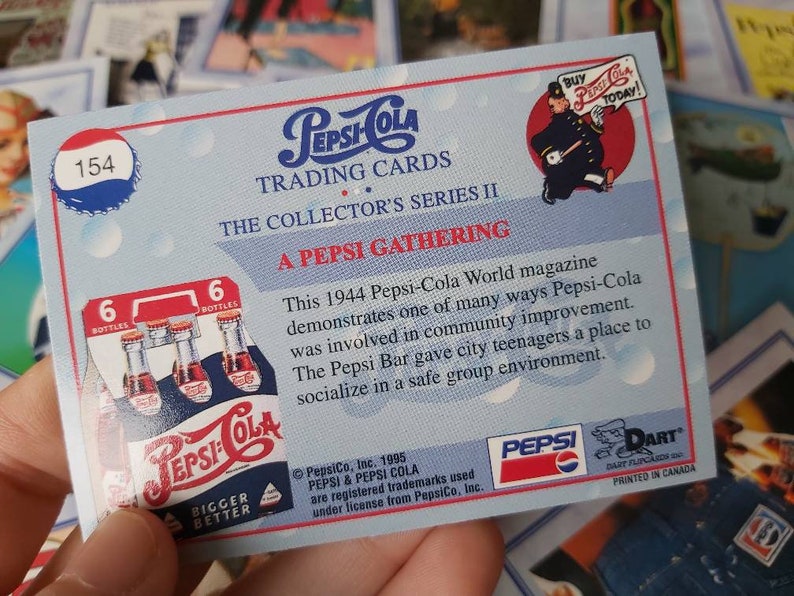 154
PEPSI-COLA
TRADING CARDS
THE COLLECTOR'S SERIES II
A PEPSI GATHERING
BUY
PEPSI-COLA
TODAY!
This 1944 Pepsi-Cola World magazine
demonstrates one of many ways Pepsi-Cola
was involved in community improvement.
The Pepsi Bar gave city teenagers a place to
socialize in a safe group environment.
6 6
BOTTLES BOTTLES
PEPSI-COLA
BIGGER
BETTER
© PepsiCo, Inc. 1995
PEPSI & PEPSI COLA
are registered trademarks used
under license from PepsiCo, Inc.
PEPSI
DART®
DART FLIPCARDS INC.
PRINTED IN CANADA